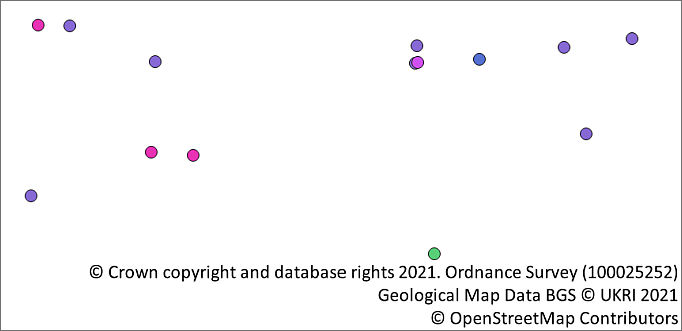 © Crown copyright and database rights 2021. Ordnance Survey (100025252)
Geological Map Data BGS © UKRI 2021
© OpenStreetMap Contributors